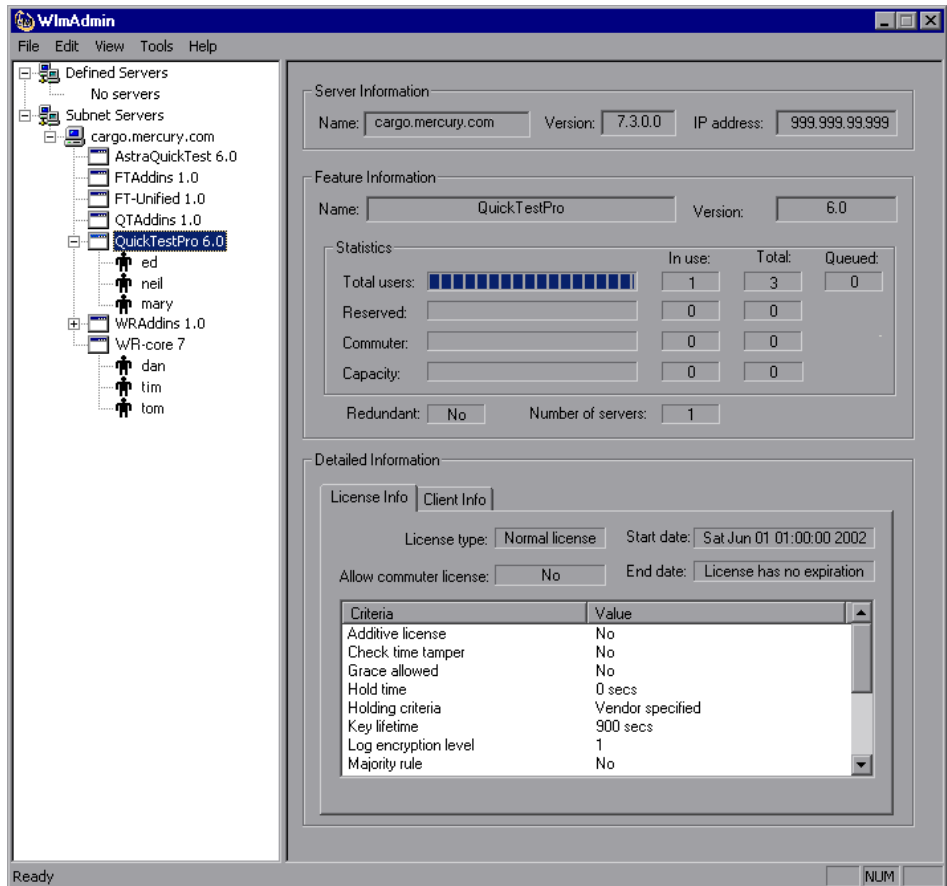 WlmAdmin
File Edit View Tools Help
Defined Servers
No servers
Subnet Servers
cargo.mercury.com
AstraQuickTest 6.0
FTAddins 1.0
FT-Unified 1.0
QTAddins 1.0
QuickTestPro 6.0
ed
neil
mary
WRAddins 1.0
WR-core 7
dan
tim
tom
Server Information
Name: cargo.mercury.com Version: 7.3.0.0 IP address: 999.999.99.999
Feature Information
Name: QuickTestPro Version: 6.0
Statistics
In use: Total: Queued:
Total users: 1 3 0
Reserved: 0 0
Commuter: 0 0
Capacity: 0 0
Redundant: No Number of servers: 1
Detailed Information
License Info Client Info
License type: Normal license Start date: Sat Jun 01 01:00:00 2002
Allow commuter license: No End date: License has no expiration
Criteria Value
Additive license No
Check time tamper No
Grace allowed No
Hold time 0 secs
Holding criteria Vendor specified
Key lifetime 900 secs
Log encryption level 1
Majority rule No
Ready NUM